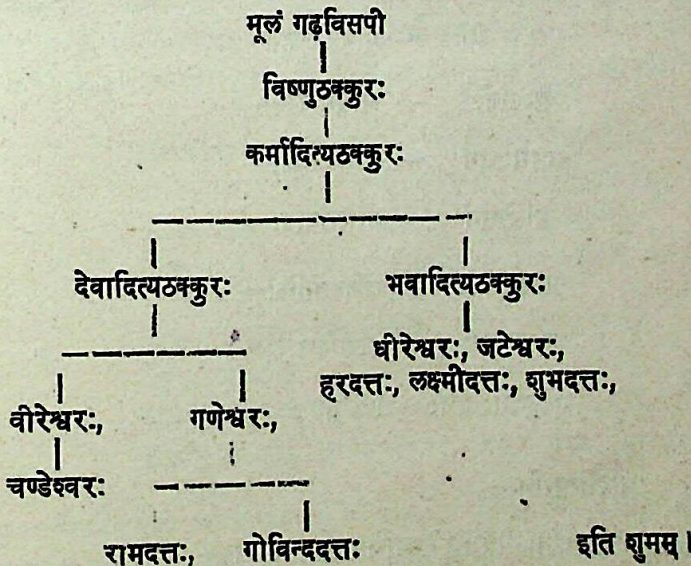 मूलं गढ़विसपी
विष्णुठक्कुरः
कर्मादित्यठक्कुरः
देवादित्यठक्कुरः भवादित्यठक्कुरः
धीरेश्वरः, जटेश्वरः,
हरदत्तः, लक्ष्मीदत्तः, शुभदत्तः,
वीरेश्वरः, गणेश्वरः,
चण्डेश्वरः
रामदत्तः, गोविन्ददत्तः इति शुभम् ।